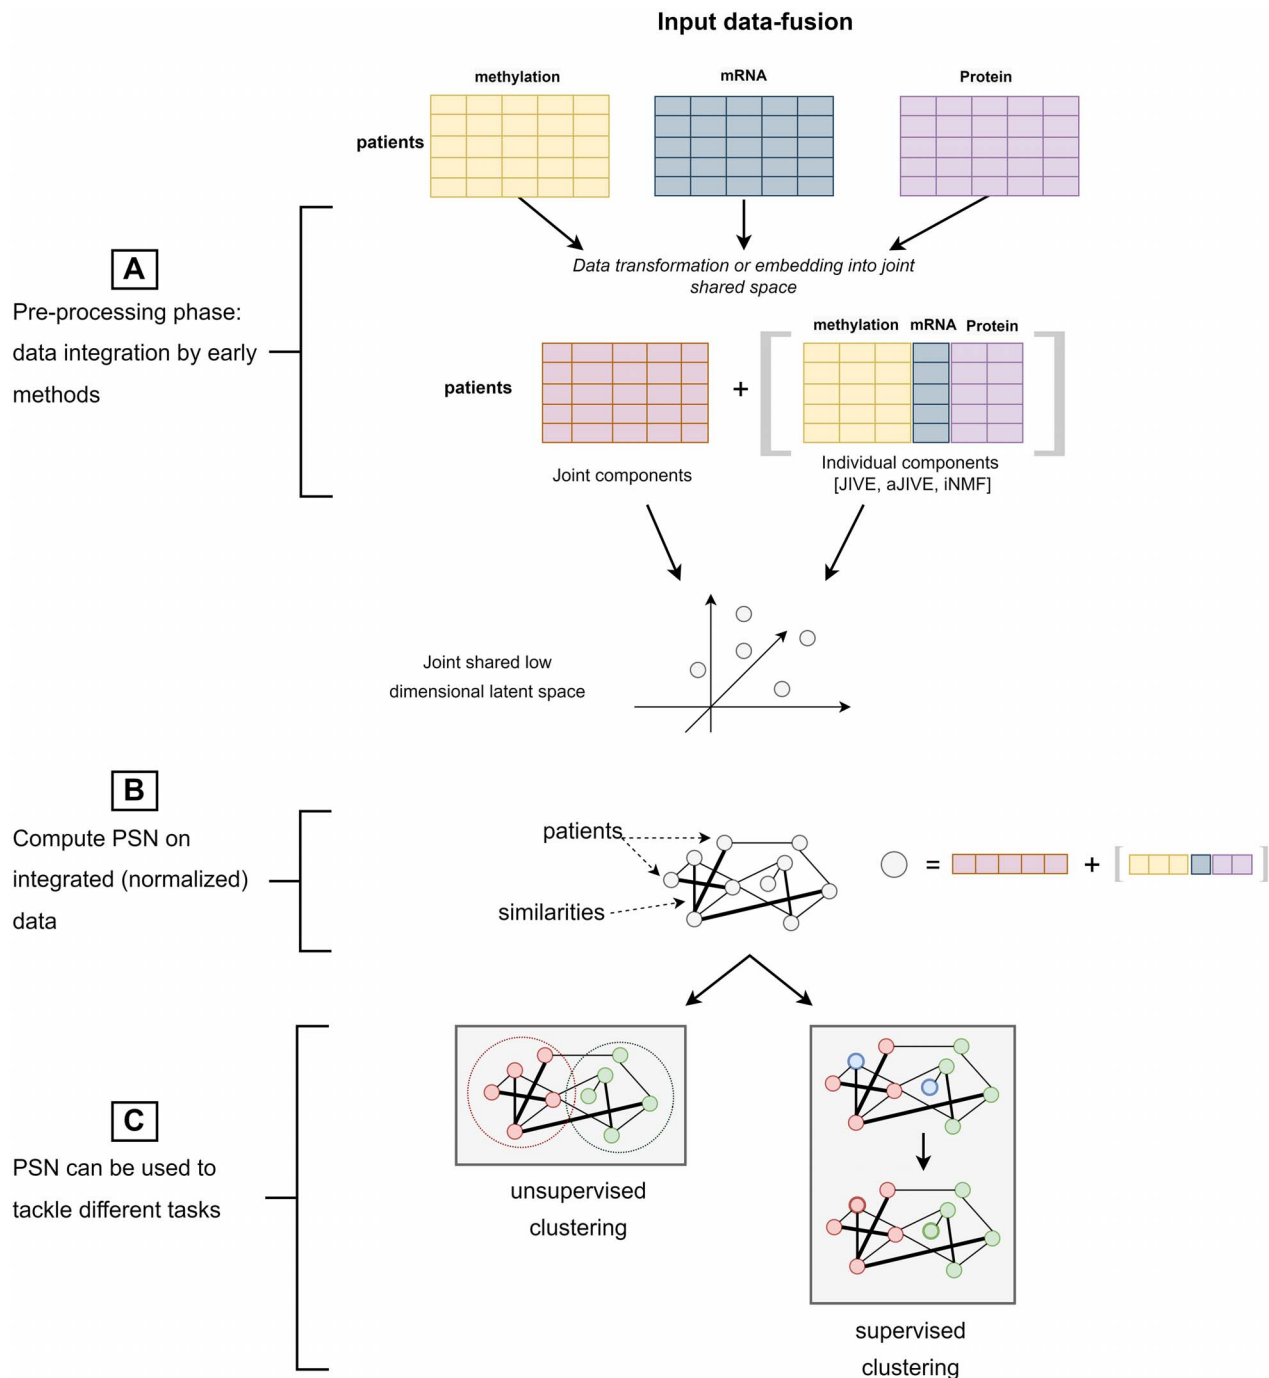 Input data-fusion
methylation
mRNA
Protein
patients
A
Pre-processing phase:
data integration by early
methods
Data transformation or embedding into joint
shared space
methylation
mRNA
Protein
patients
+
Joint components
Individual components
[JIVE, aJIVE, iNMF]
Joint shared low
dimensional latent space
B
Compute PSN on
integrated (normalized)
data
patients
similarities
=
+
C
PSN can be used to
tackle different tasks
unsupervised
clustering
supervised
clustering